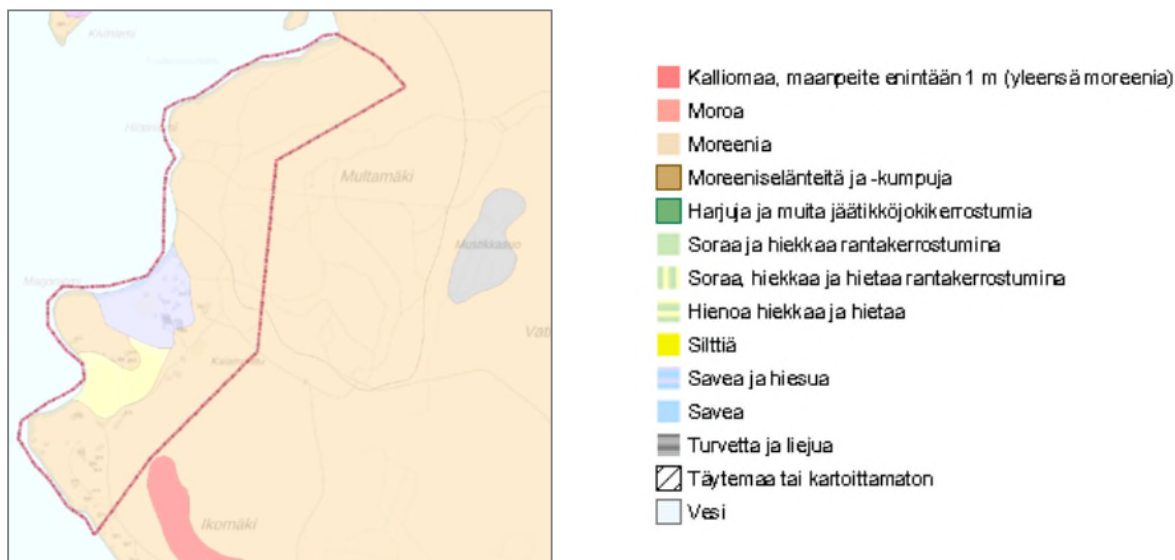 Multamäki
Mustikkasuo
Ikomäki
Kalliomaa, maanpeite enintään 1 m (yleensä moreenia)
Moroa
Moreenia
Moreeniselänteitä ja -kumpuja
Harjuja ja muita jäätikköjokikerrostumia
Soraa ja hiekkaa rantakerrostumina
Soraa, hiekkaa ja hietaa rantakerrostumina
Hienoa hiekkaa ja hietaa
Silttiä
Savea ja hiesua
Savea
Turvetta ja liejua
Täytemaa tai kartoittamaton
Vesi